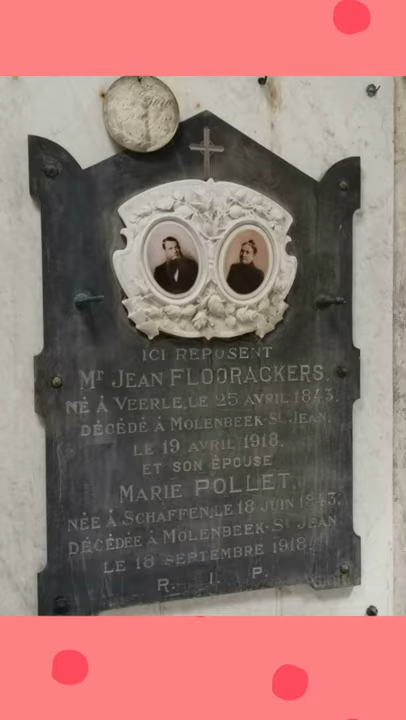 ICI REPOSENT
Mr JEAN FLOORACKERS.
NÉ À VEERLE, LE 25 AVRIL 1843.
DÉCÉDÉ À MOLENBEEK-St JEAN,
LE 19 AVRIL 1918.
ET SON ÉPOUSE
MARIE POLLET.
NÉE À SCHAFFEN, LE 18 JUIN 1843.
DÉCÉDÉE À MOLENBEEK-St JEAN
LE 18 SEPTEMBRE 1918.
R. I. P.